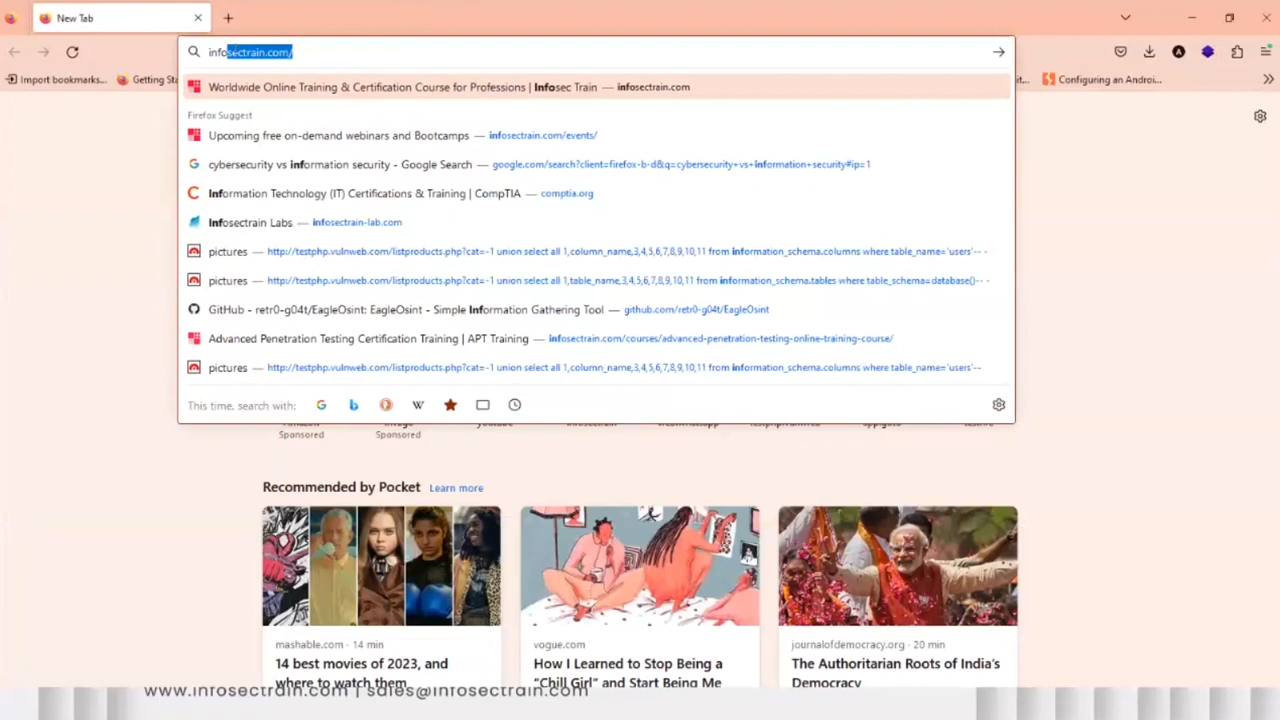 New Tab
infosectrain.com/
Import bookmarks...
Getting Sta
it...
Configuring an Androi...
Worldwide Online Training & Certification Course for Professions | Infosec Train — infosectrain.com
Firefox Suggest
Upcoming free on-demand webinars and Bootcamps — infosectrain.com/events/
cybersecurity vs information security - Google Search — google.com/search?client=firefox-b-d&q=cybersecurity+vs+information+security#ip=1
Information Technology (IT) Certifications & Training | CompTIA — comptia.org
Infosectrain Labs — infosectrain-lab.com
pictures — http://testphp.vulnweb.com/listproducts.php?cat=-1 union select all 1,column_name,3,4,5,6,7,8,9,10,11 from information_schema.columns where table_name='users'-- -
pictures — http://testphp.vulnweb.com/listproducts.php?cat=-1 union select all 1,table_name,3,4,5,6,7,8,9,10,11 from information_schema.tables where table_schema=database()-- -
GitHub - retr0-g04t/EagleOsint: EagleOsint - Simple Information Gathering Tool — github.com/retr0-g04t/EagleOsint
Advanced Penetration Testing Certification Training | APT Training — infosectrain.com/courses/advanced-penetration-testing-online-training-course/
pictures — http://testphp.vulnweb.com/listproducts.php?cat=-1 union select all 1,column_name,3,4,5,6,7,8,9,10,11 from information_schema.columns where table_name='users'--
This time, search with:
Sponsored
Sponsored
Recommended by Pocket Learn more
mashable.com · 14 min
14 best movies of 2023, and
where to watch them
vogue.com
How I Learned to Stop Being a
“Chill Girl” and Start Being Me
journalofdemocracy.org · 20 min
The Authoritarian Roots of India’s
Democracy
www.infosectrain.com | sales@infosectrain.com